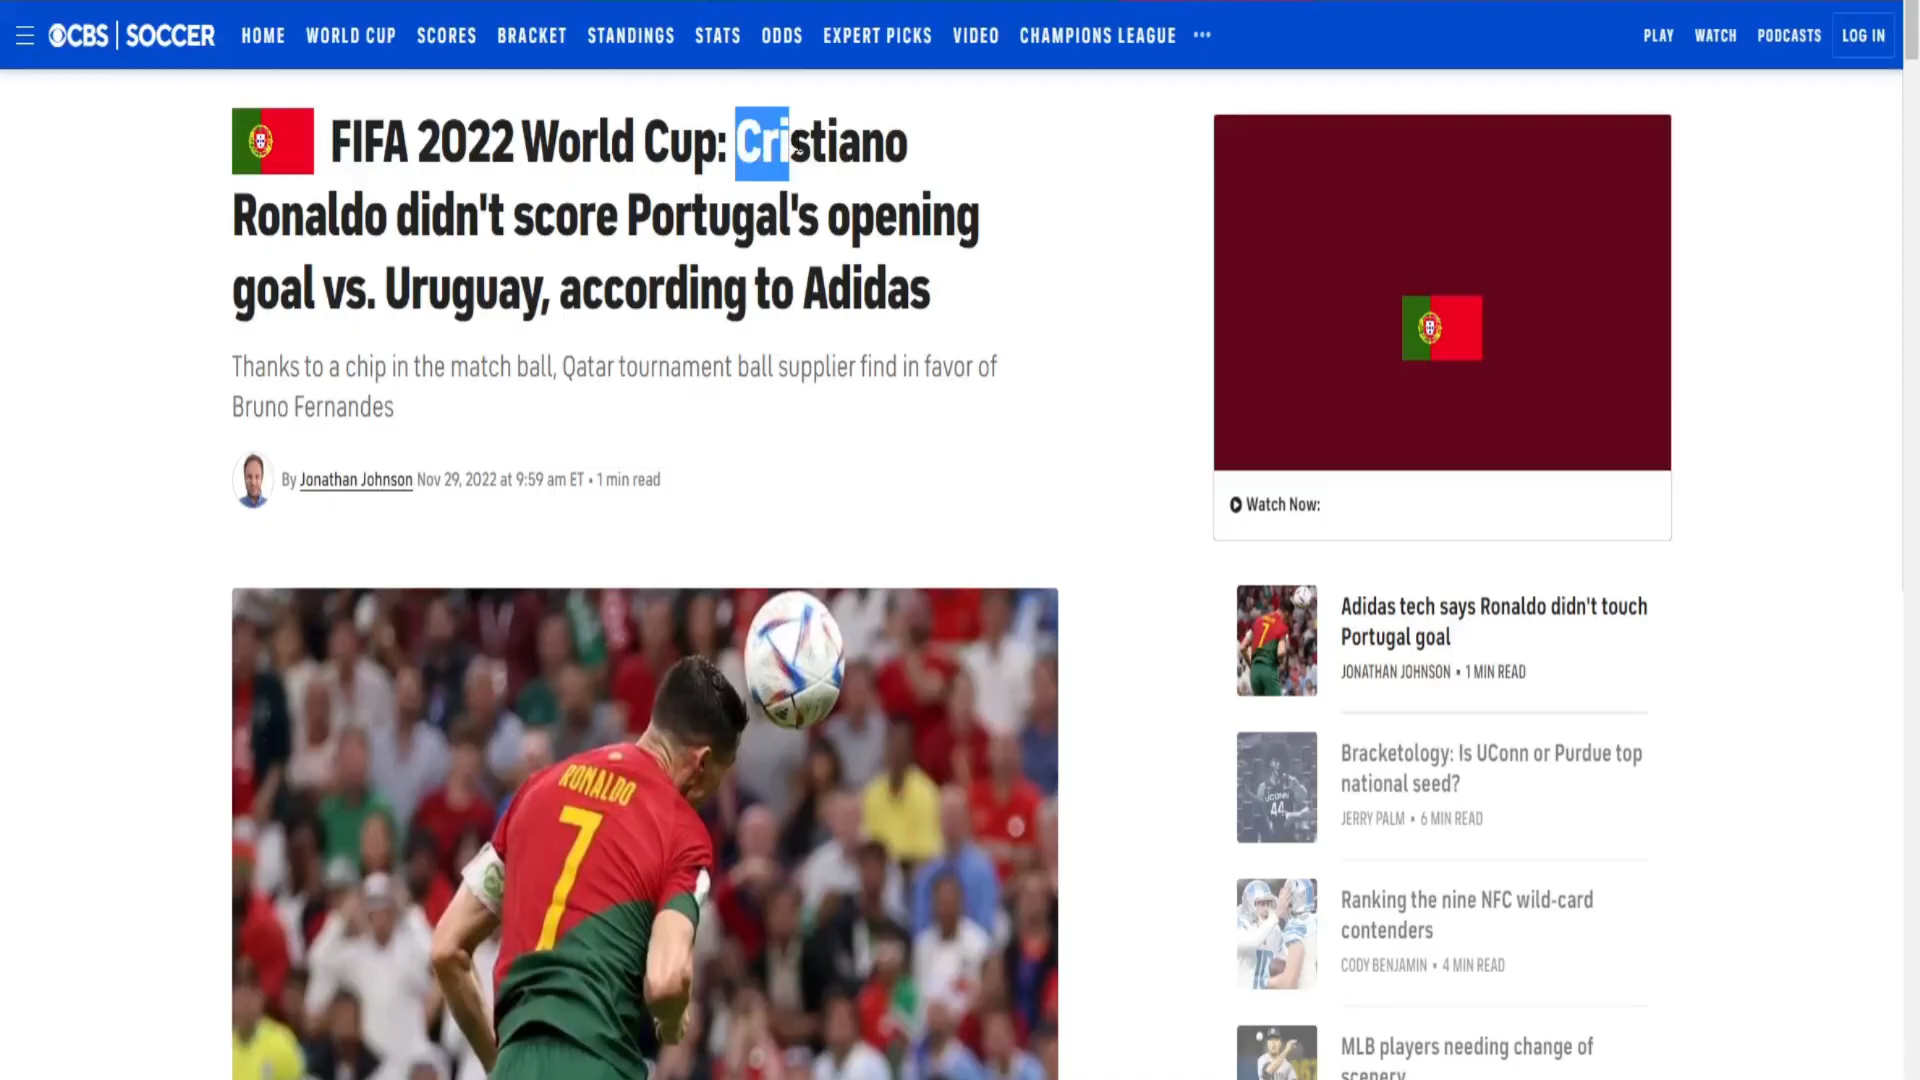 CBS SOCCER HOME WORLD CUP SCORES BRACKET STANDINGS STATS ODDS EXPERT PICKS VIDEO CHAMPIONS LEAGUE ••• PLAY WATCH PODCASTS LOG IN
FIFA 2022 World Cup: Cristiano
Ronaldo didn't score Portugal's opening
goal vs. Uruguay, according to Adidas
Thanks to a chip in the match ball, Qatar tournament ball supplier find in favor of
Bruno Fernandes
By Jonathan Johnson Nov 29, 2022 at 9:59 am ET • 1 min read
RONALDO
7
Watch Now:
Adidas tech says Ronaldo didn't touch
Portugal goal
JONATHAN JOHNSON • 1 MIN READ
7
Bracketology: Is UConn or Purdue top
national seed?
JERRY PALM • 6 MIN READ
UCONN
44
Ranking the nine NFC wild-card
contenders
CODY BENJAMIN • 4 MIN READ
MLB players needing change of
scenery